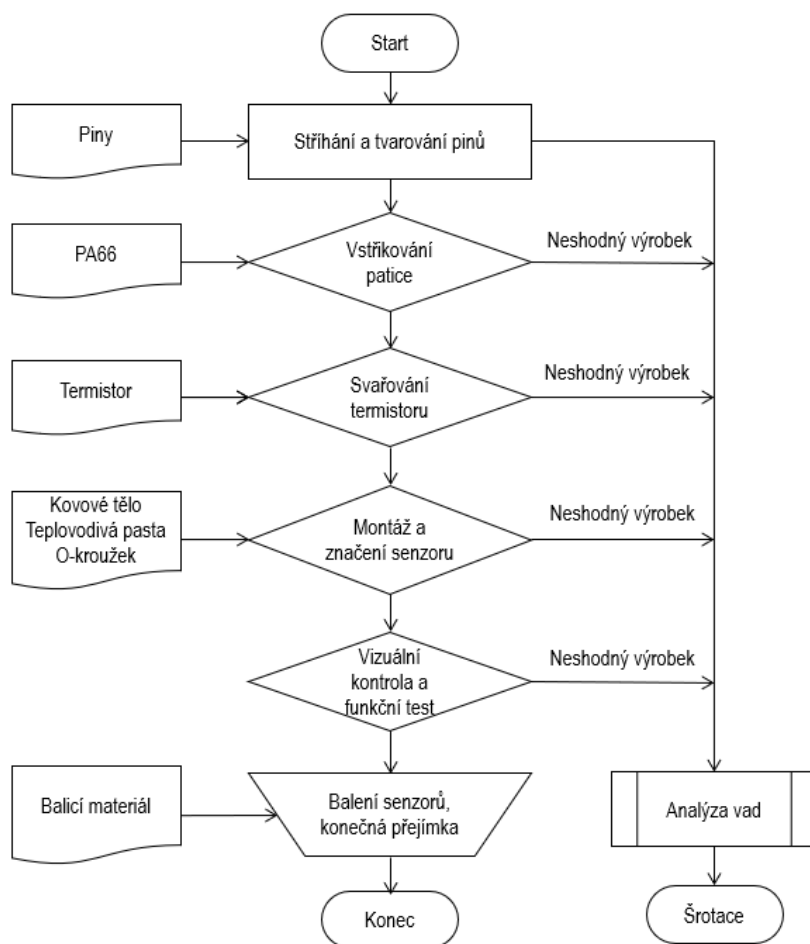 Start
Piny
Stříhání a tvarování pinů
PA66
Vstřikování
patice
Neshodný výrobek
Termistor
Svařování
termistoru
Neshodný výrobek
Kovové tělo
Teplovodivá pasta
O-kroužek
Montáž a
značení senzoru
Neshodný výrobek
Vizuální
kontrola a
funkční test
Neshodný výrobek
Balicí materiál
Balení senzorů,
konečná přejímka
Analýza vad
Konec
Šrotace